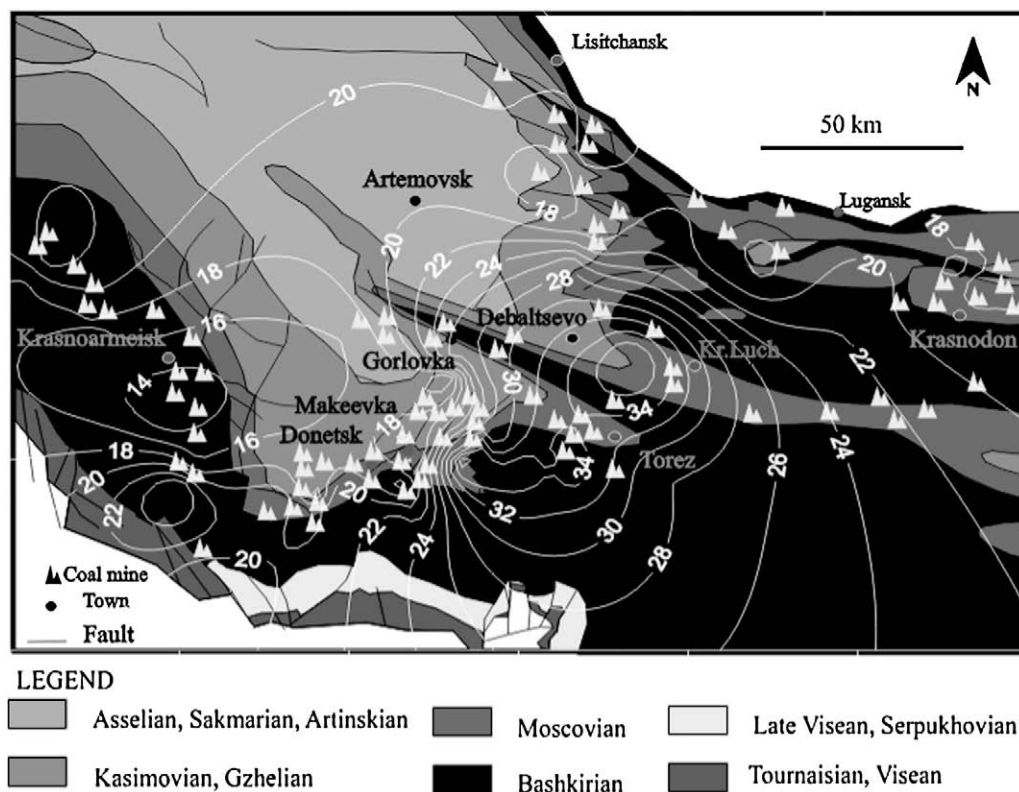 Lisitchansk
N
50 km
20
Artemovsk
18
Lugansk
18
20
22
24
20
18
28
16
Krasnoarmeisk
Debaltsevo
Gorlovka
Kr.Luch
Krasnodon
22
30
14
Makeevka
18
34
Donetsk
16
Torez
24
26
18
34
20
20
22
32
22
30
24
28
20
Coal mine
Town
Fault
LEGEND
Asselian, Sakmarian, Artinskian
Moscovian
Late Visean, Serpukhovian
Kasimovian, Gzhelian
Bashkirian
Tournaisian, Visean